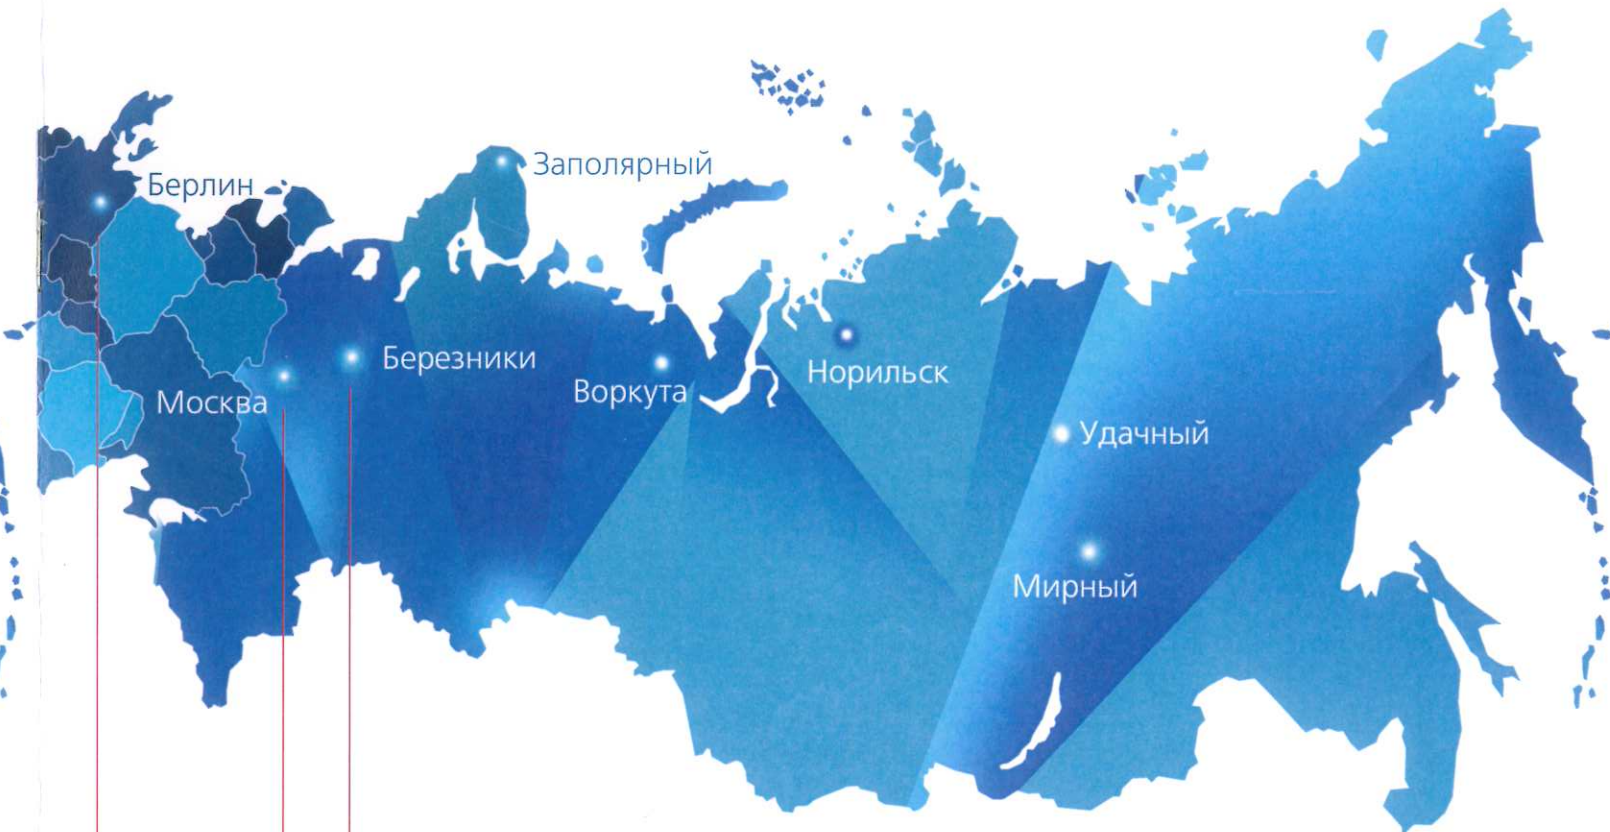 Заполярный
Берлин
Березники
Воркута
Норильск
Москва
Удачный
Мирный